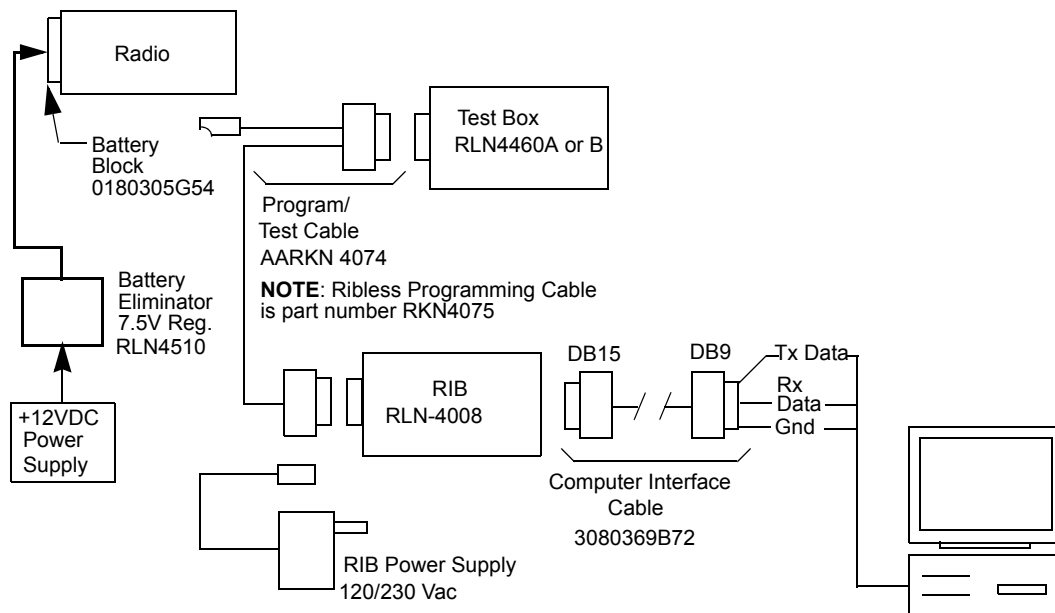 Radio
Battery
Block
0180305G54
Test Box
RLN4460A or B
Program/
Test Cable
AARKN 4074
NOTE: Ribless Programming Cable
is part number RKN4075
Battery
Eliminator
7.5V Reg.
RLN4510
+12VDC
Power
Supply
RIB
RLN-4008
DB15
DB9
Tx Data
Rx
Data
Gnd
Computer Interface
Cable
3080369B72
RIB Power Supply
120/230 Vac